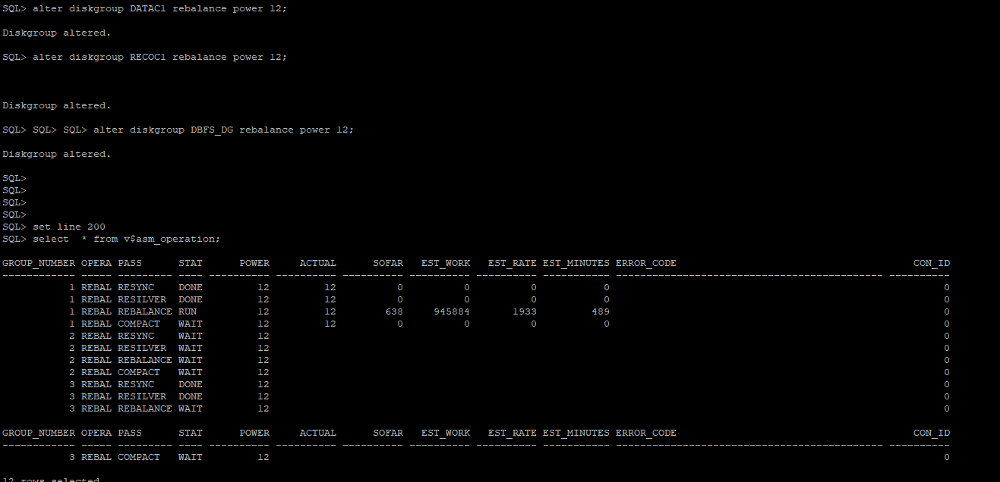 SQL> alter diskgroup DATAC1 rebalance power 12;
Diskgroup altered.
SQL> alter diskgroup RECOC1 rebalance power 12;
Diskgroup altered.
SQL> SQL> SQL> alter diskgroup DBFS_DG rebalance power 12;
Diskgroup altered.
SQL>
SQL>
SQL>
SQL>
SQL> set line 200
SQL> select  * from v$asm_operation;
GROUP_NUMBER OPERA PASS      STAT      POWER     ACTUAL      SOFAR   EST_WORK   EST_RATE EST_MINUTES ERROR_CODE                                       CON_ID
------------ ----- --------- ---- ---------- ---------- ---------- ---------- ---------- ----------- -------------------------------------------- ----------
           1 REBAL RESYNC    DONE         12         12          0          0          0           0                                                       0
           1 REBAL RESILVER  DONE         12         12          0          0          0           0                                                       0
           1 REBAL REBALANCE RUN          12         12        638     945884       1933         489                                                       0
           1 REBAL COMPACT   WAIT         12         12          0          0          0           0                                                       0
           2 REBAL RESYNC    WAIT         12                                                                                                               0
           2 REBAL RESILVER  WAIT         12                                                                                                               0
           2 REBAL REBALANCE WAIT         12                                                                                                               0
           2 REBAL COMPACT   WAIT         12                                                                                                               0
           3 REBAL RESYNC    DONE         12                                                                                                               0
           3 REBAL RESILVER  DONE         12                                                                                                               0
           3 REBAL REBALANCE WAIT         12                                                                                                               0
GROUP_NUMBER OPERA PASS      STAT      POWER     ACTUAL      SOFAR   EST_WORK   EST_RATE EST_MINUTES ERROR_CODE                                       CON_ID
------------ ----- --------- ---- ---------- ---------- ---------- ---------- ---------- ----------- -------------------------------------------- ----------
           3 REBAL COMPACT   WAIT         12                                                                                                               0
12 rows selected